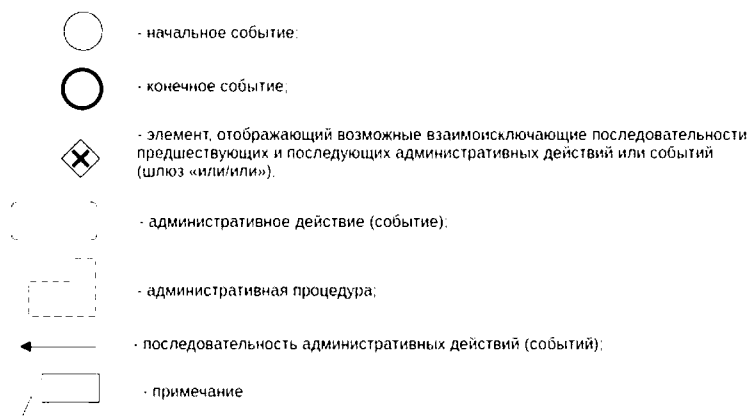 - начальное событие:
- конечное событие;
- элемент, отображающий возможные взаимоисключающие последовательности
предшествующих и последующих административных действий или событий
(шлюз «или/или»).
- административное действие (событие);
- административная процедура;
- последовательность административных действий (событий);
- примечание